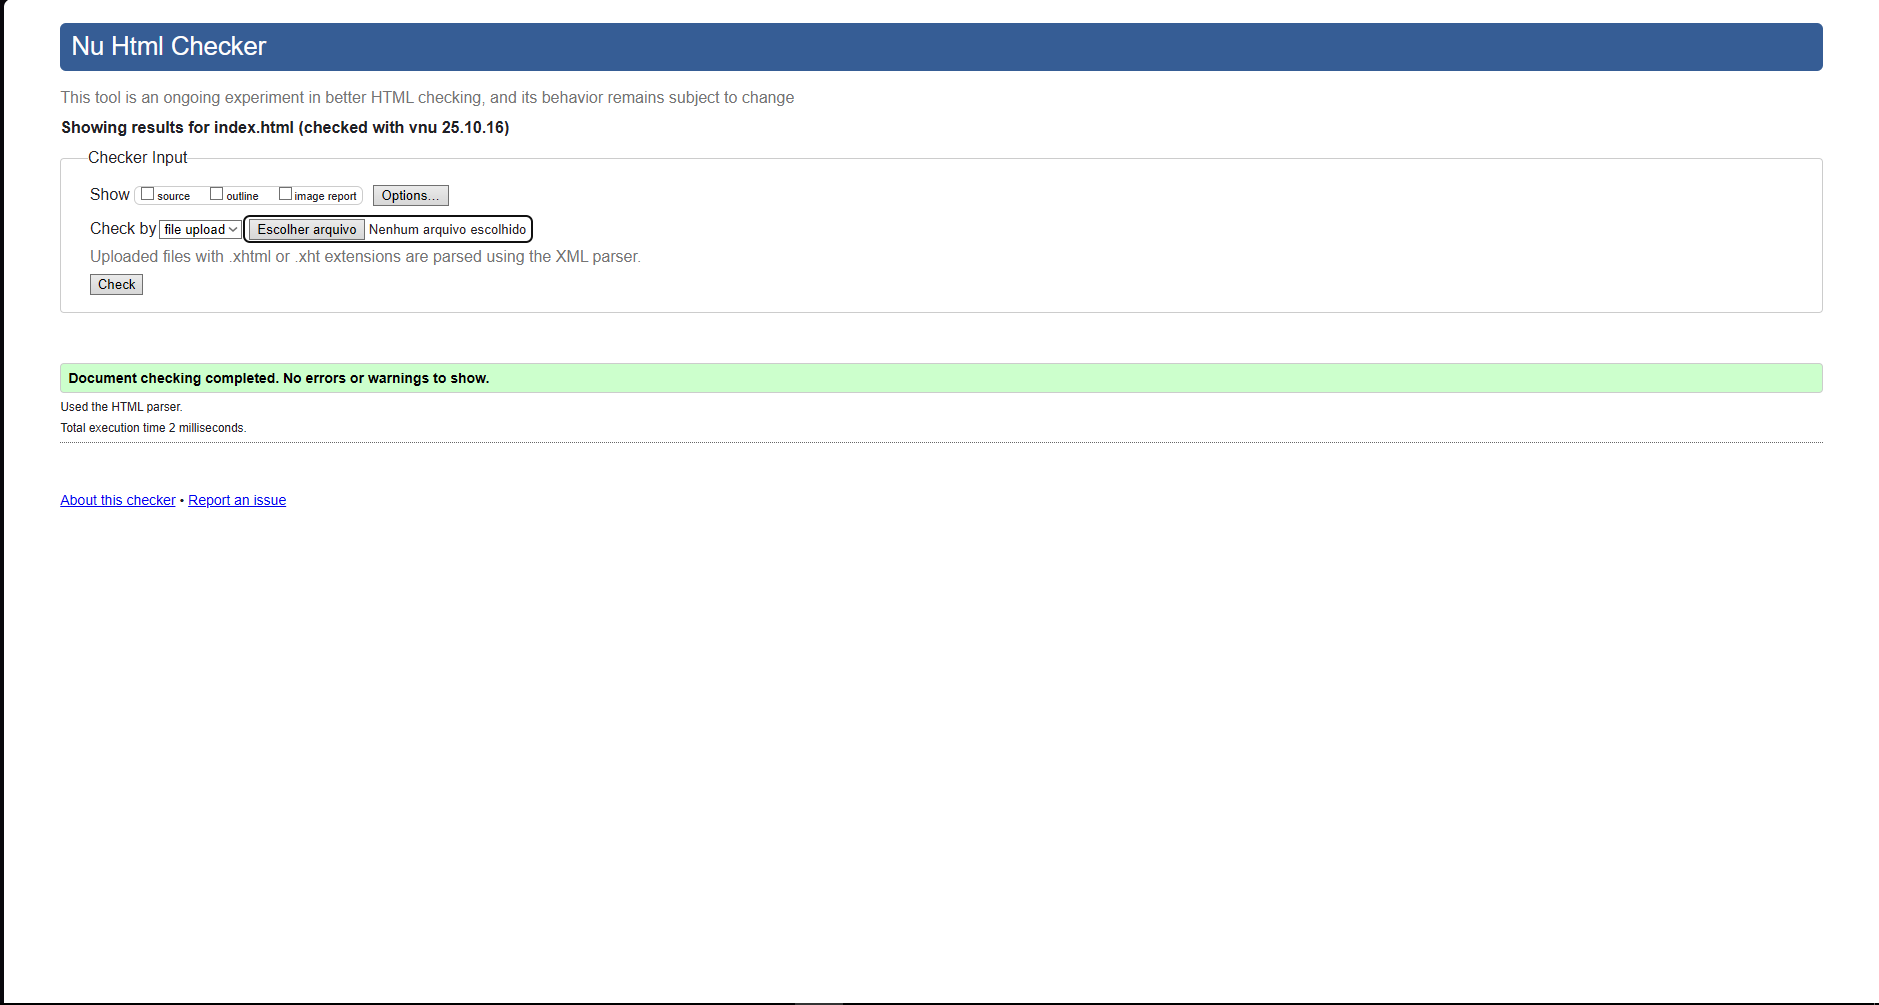 Nu Html Checker
This tool is an ongoing experiment in better HTML checking, and its behavior remains subject to change
Showing results for index.html (checked with vnu 25.10.16)
Checker Input
Show source outline image report Options...
Check by file upload Escolher arquivo Nenhum arquivo escolhido
Uploaded files with .xhtml or .xht extensions are parsed using the XML parser.
Check
Document checking completed. No errors or warnings to show.
Used the HTML parser.
Total execution time 2 milliseconds.
About this checker • Report an issue